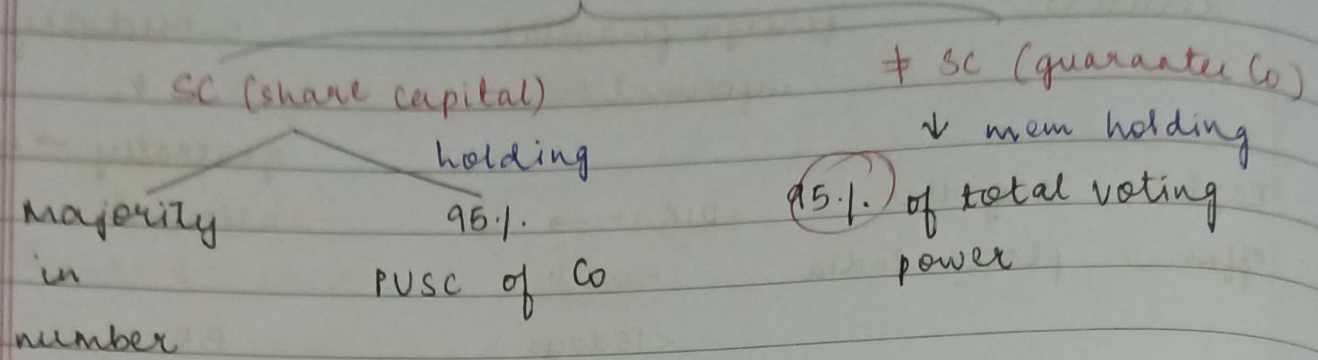 SC (share capital)
≠ SC (guarantee Co)
holding
↓ mem holding
Majority
95%.
95%. of total voting
in
PUSC of Co
power
number